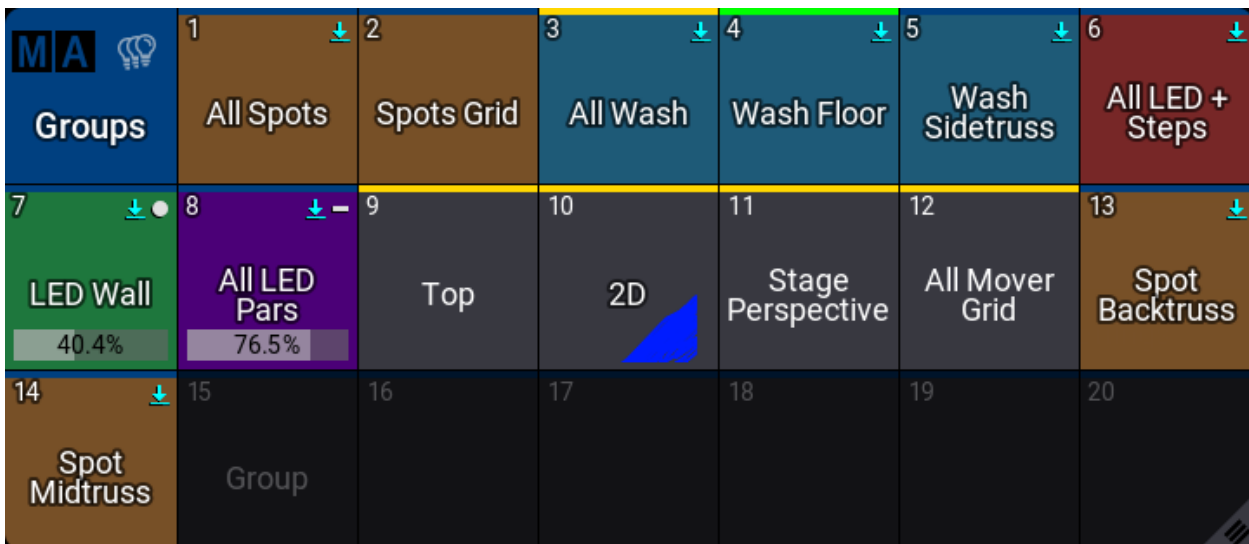 MA
Groups
1
All Spots
2
Spots Grid
3
All Wash
4
Wash Floor
5
Wash
Sidetruss
6
All LED +
Steps
7
LED Wall
40.4%
8
All LED
Pars
76.5%
9
Top
10
2D
11
Stage
Perspective
12
All Mover
Grid
13
Spot
Backtruss
14
Spot
Midtruss
15
Group
16
17
18
19
20